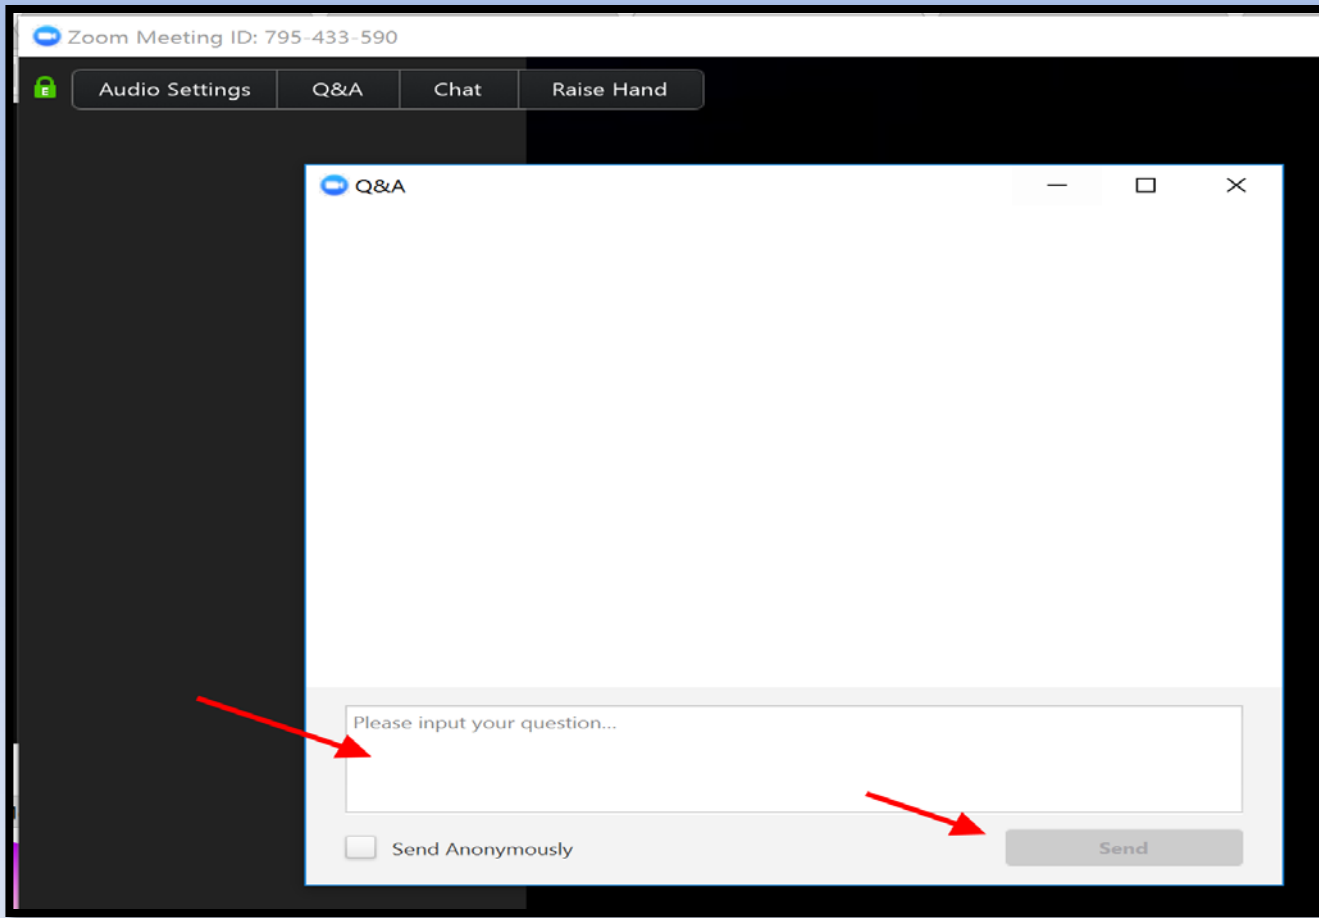 Zoom Meeting ID: 795-433-590
E
Audio Settings
Q&A
Chat
Raise Hand
Q&A
Please input your question...
Send Anonymously
Send